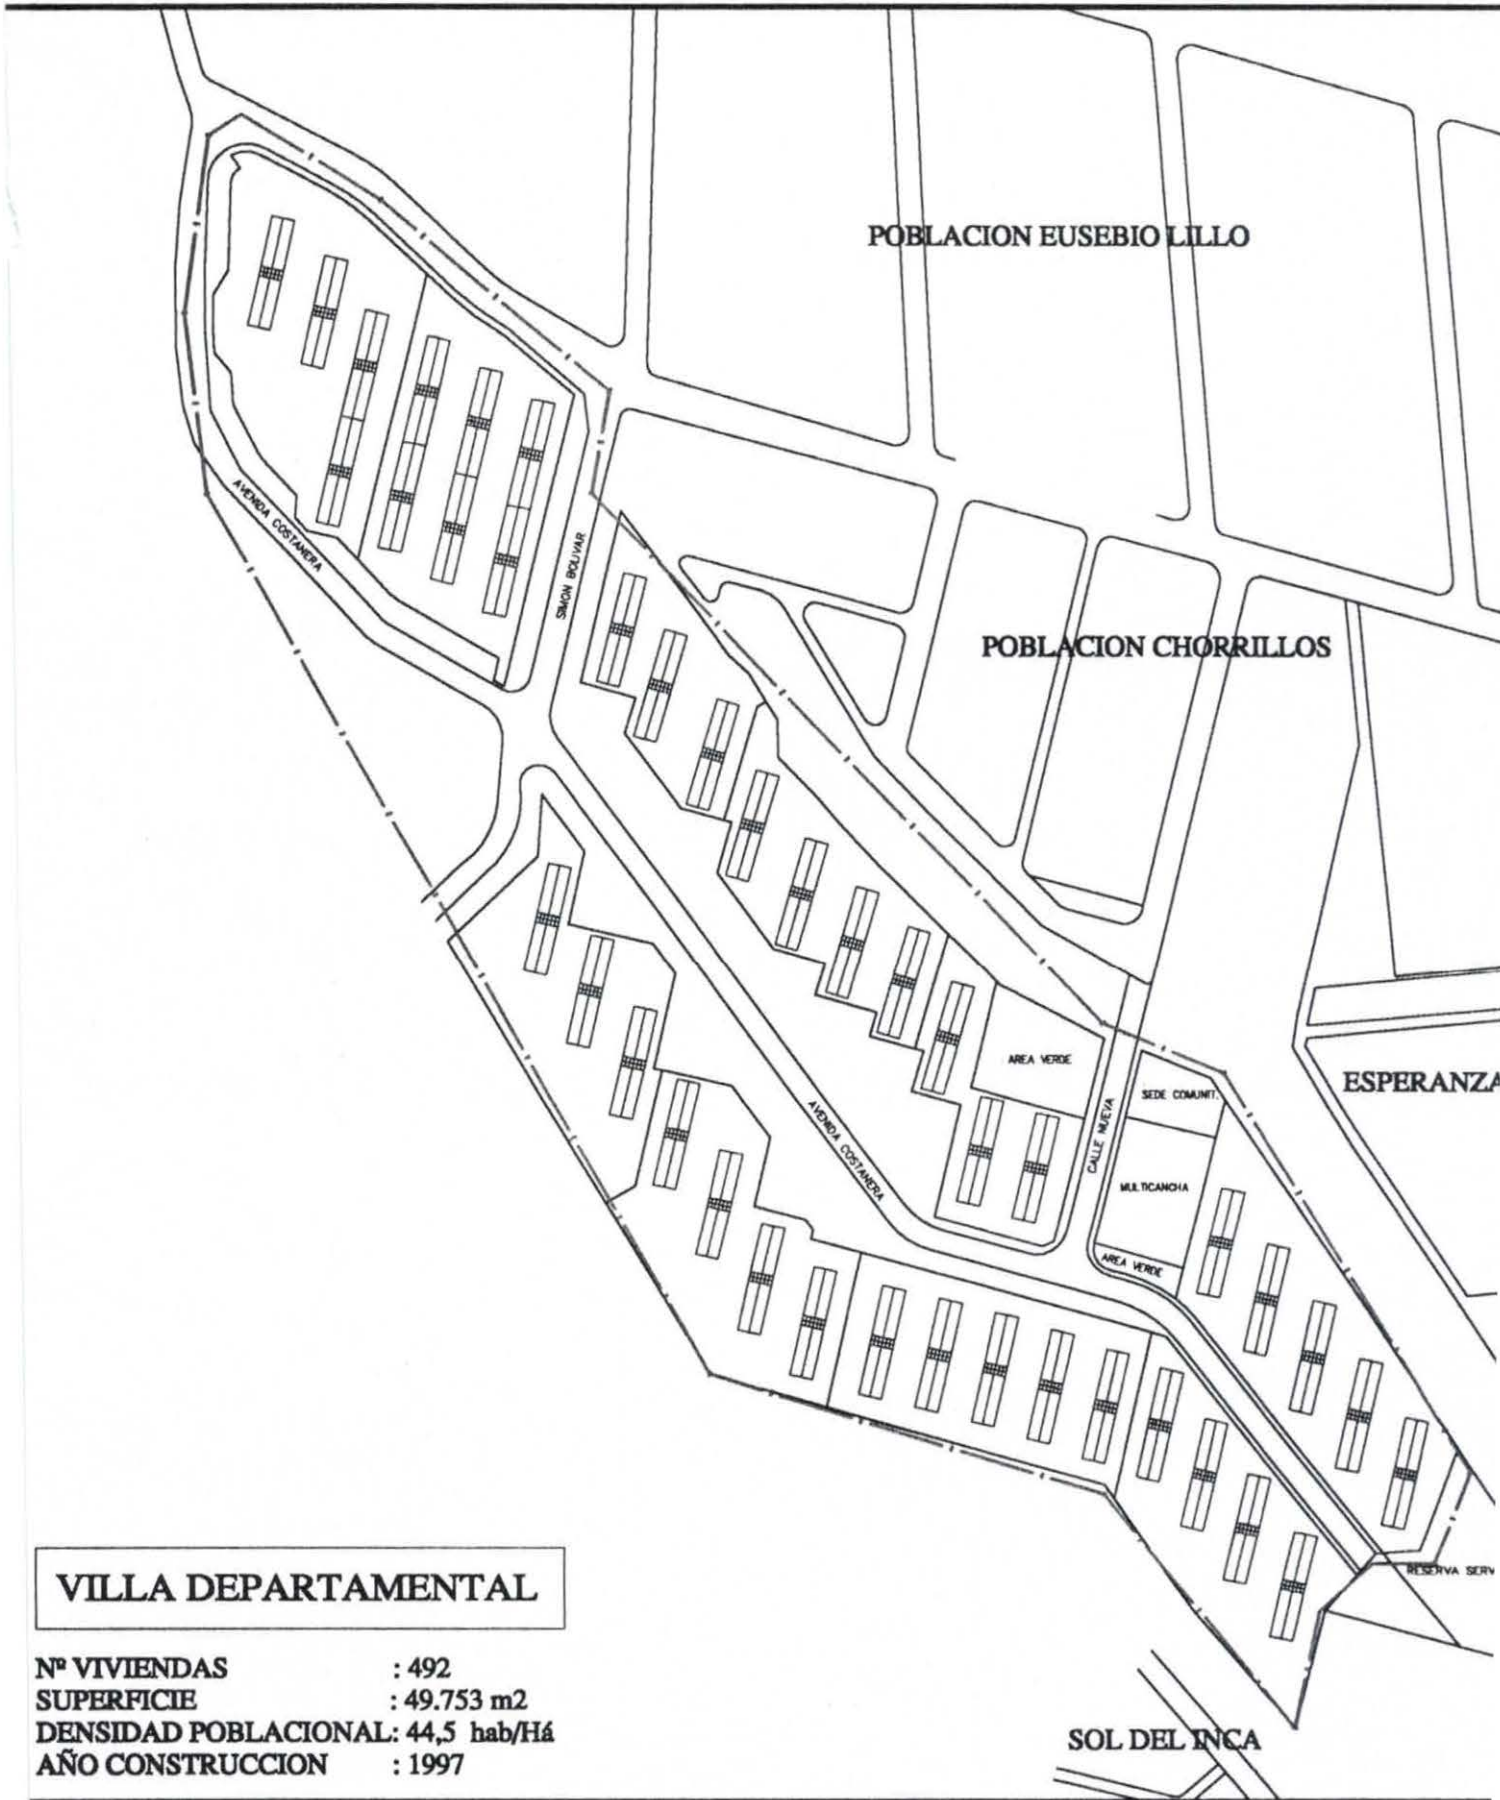 POBLACION EUSEBIO LILLO
AVENIDA COSTANERA
SIMON BOLIVAR
POBLACION CHORRILLOS
AREA VERDE
ESPERANZA
SEDE COMUNIT.
CALLE NUEVA
AVENIDA COSTANERA
MULTICANCHA
AREA VERDE
RESERVA SERV
VILLA DEPARTAMENTAL
Nº VIVIENDAS : 492
SUPERFICIE : 49.753 m2
DENSIDAD POBLACIONAL: 44,5 hab/Há
AÑO CONSTRUCCION : 1997
SOL DEL INCA